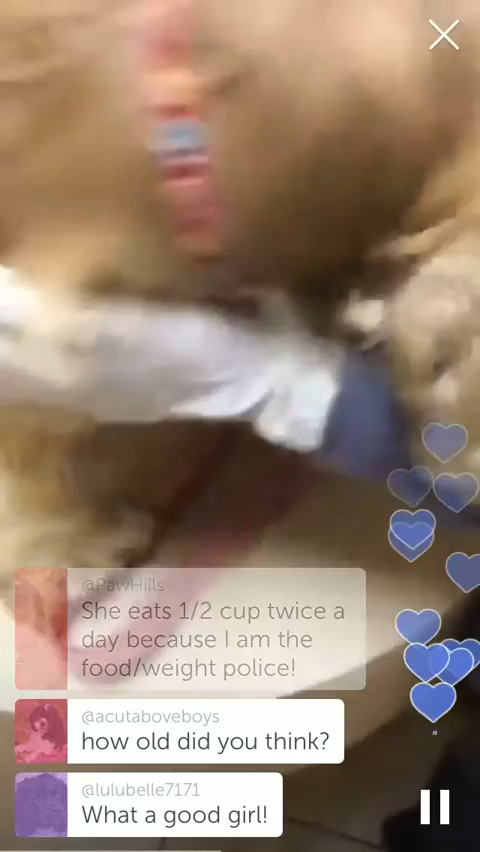 @PawHills
She eats 1/2 cup twice a
day because I am the
food/weight police!
@acutaboveboys
how old did you think?
@lulubelle7171
What a good girl!